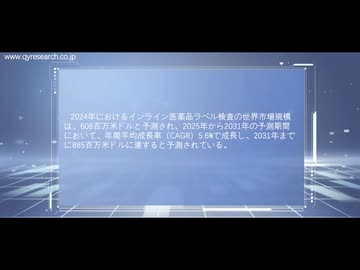 www.qyresearch.co.jp
2024年におけるインライン医薬品ラベル検査の世界市場規模
は、608百万米ドルと予測され、2025年から2031年の予測期間
において、年間平均成長率（CAGR）5.6%で成長し、2031年まで
に885百万米ドルに達すると予測されている。